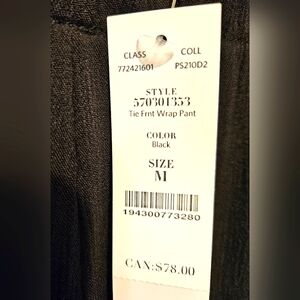 CLASS COLL
772421601 PS210D2
STYLE
570301353
Tie Frnt Wrap Pant
COLOR
Black
SIZE
M
194300773280
CAN:$78.00